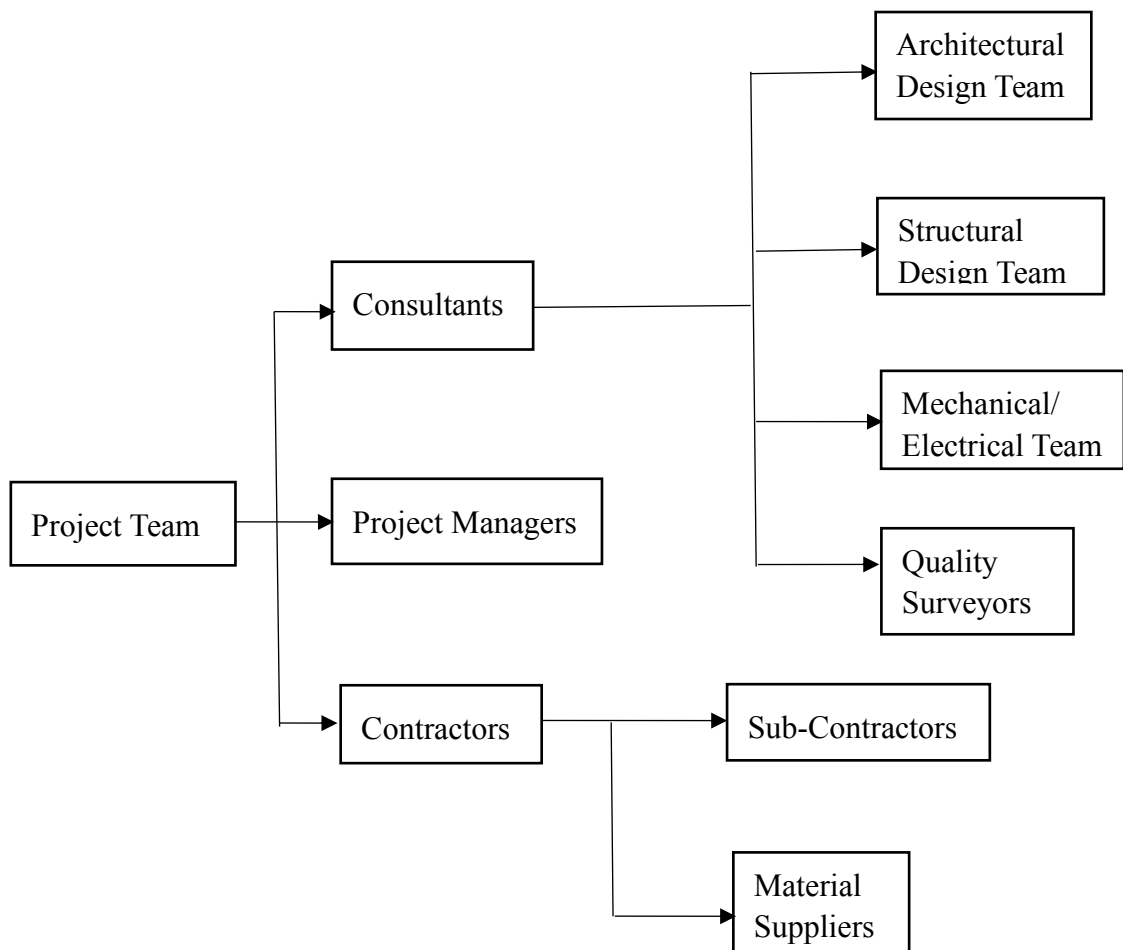 Architectural
Design Team
Structural
Design Team
Consultants
Mechanical/
Electrical Team
Project Team
Project Managers
Quality
Surveyors
Contractors
Sub-Contractors
Material
Suppliers